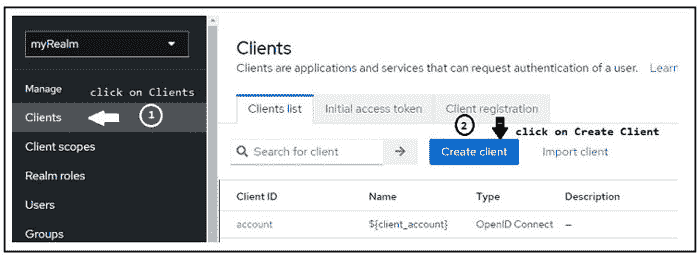 myRealm
Manage
click on Clients
Clients
1
Client scopes
Realm roles
Users
Groups
Clients
Clients are applications and services that can request authentication of a user. Learn
Clients list Initial access token Client registration
2
click on Create Client
Search for client Create client Import client
Client ID Name Type Description
account ${client_account} OpenID Connect –